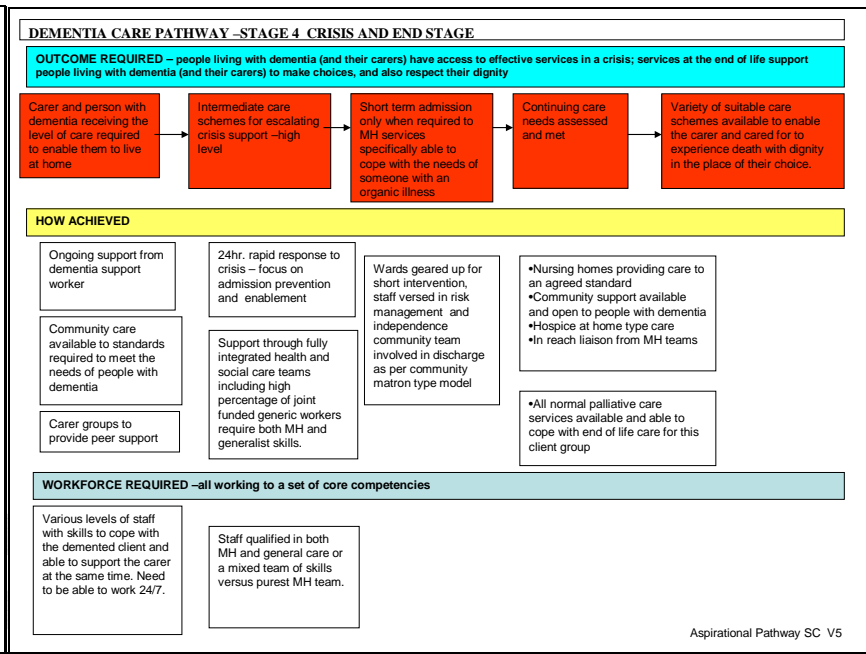 DEMENTIA CARE PATHWAY –STAGE 4 CRISIS AND END STAGE
OUTCOME REQUIRED – people living with dementia (and their carers) have access to effective services in a crisis; services at the end of life support
people living with dementia (and their carers) to make choices, and also respect their dignity
Carer and person with
dementia receiving the
level of care required
to enable them to live
at home
Intermediate care
schemes for escalating
crisis support –high
level
Short term admission
only when required to
MH services
specifically able to
cope with the needs of
someone with an
organic illness
Continuing care
needs assessed
and met
Variety of suitable care
schemes available to enable
the carer and cared for to
experience death with dignity
in the place of their choice.
HOW ACHIEVED
Ongoing support from
dementia support
worker
Community care
available to standards
required to meet the
needs of people with
dementia
Carer groups to
provide peer support
24hr. rapid response to
crisis – focus on
admission prevention
and enablement
Support through fully
integrated health and
social care teams
including high
percentage of joint
funded generic workers
require both MH and
generalist skills.
Wards geared up for
short intervention,
staff versed in risk
management and
independence
community team
involved in discharge
as per community
matron type model
•Nursing homes providing care to
an agreed standard
•Community support available
and open to people with dementia
•Hospice at home type care
•In reach liaison from MH teams
•All normal palliative care
services available and able to
cope with end of life care for this
client group
WORKFORCE REQUIRED –all working to a set of core competencies
Various levels of staff
with skills to cope with
the demented client and
able to support the carer
at the same time. Need
to be able to work 24/7.
Staff qualified in both
MH and general care or
a mixed team of skills
versus purest MH team.
Aspirational Pathway SC V5